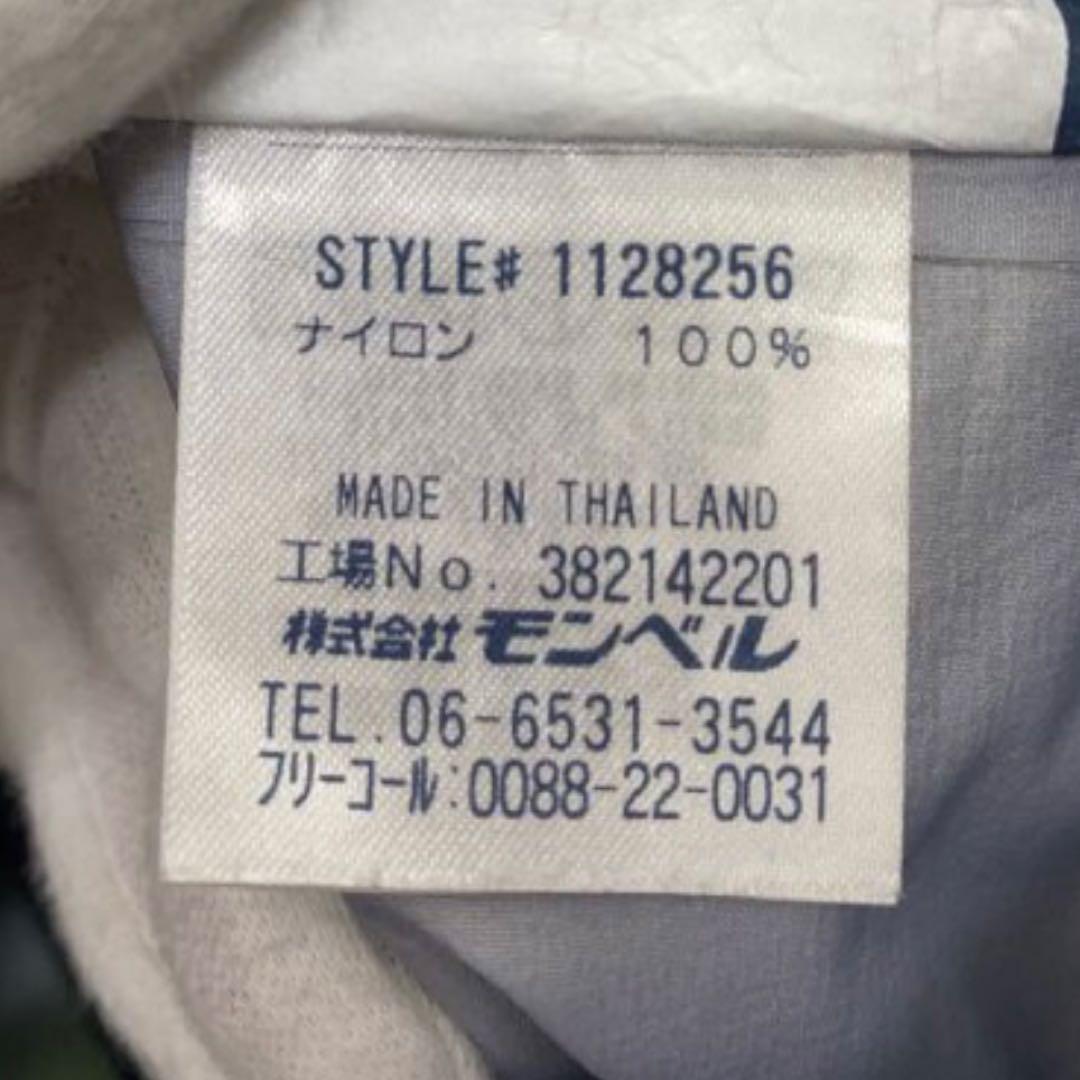 STYLE# 1128256
ナイロン 100%
MADE IN THAILAND
工場No. 382142201
株式会社 モンベル
TEL.06-6531-3544
フリーコール:0088-22-0031